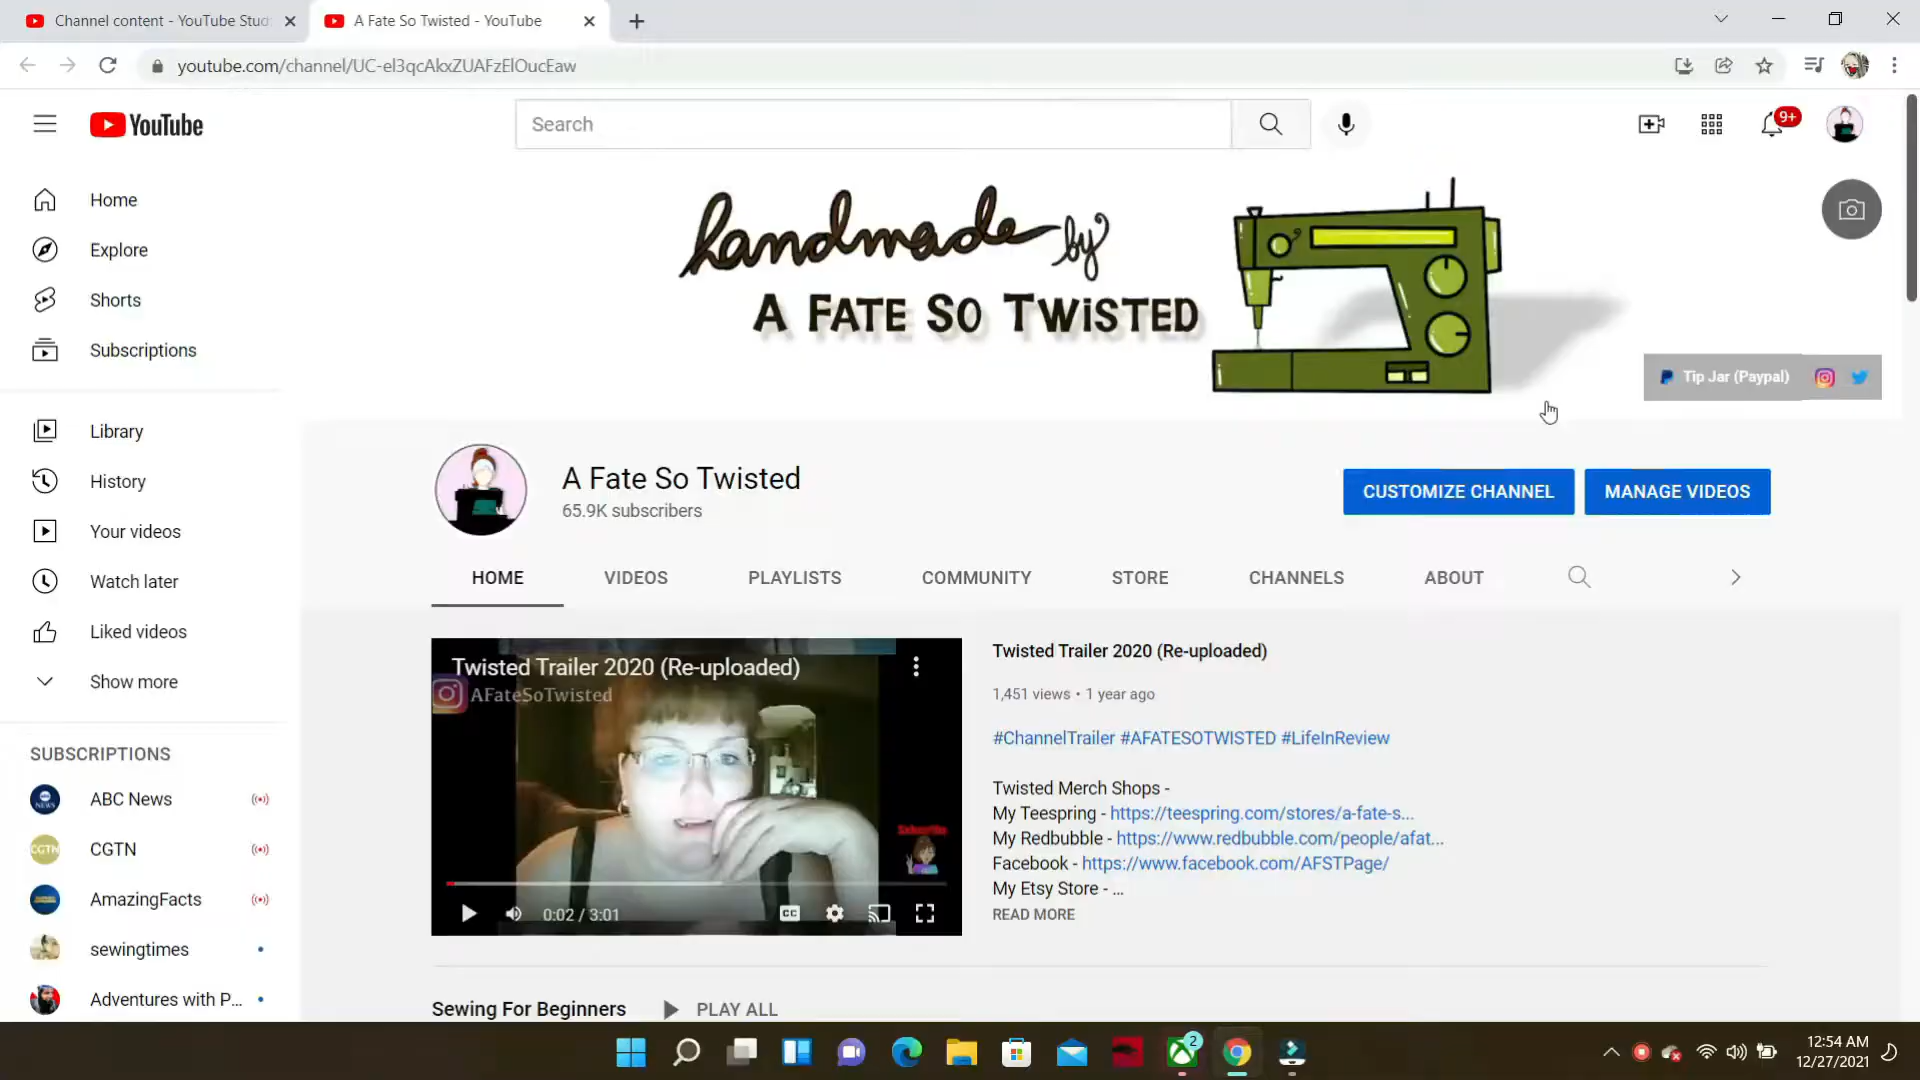 Channel content - YouTube Stud
A Fate So Twisted - YouTube
youtube.com/channel/UC-el3qcAkxZUAFzElOucEaw
YouTube
Search
9+
Home
Explore
Shorts
Subscriptions
Library
History
Your videos
Watch later
Liked videos
Show more
SUBSCRIPTIONS
ABC News
CGTN
AmazingFacts
sewingtimes
Adventures with P...
handmade by
A FATE SO TWiSTED
Tip Jar (Paypal)
A Fate So Twisted
65.9K subscribers
CUSTOMIZE CHANNEL
MANAGE VIDEOS
HOME
VIDEOS
PLAYLISTS
COMMUNITY
STORE
CHANNELS
ABOUT
Twisted Trailer 2020 (Re-uploaded)
AFateSoTwisted
Subscribe
0:02 / 3:01
CC
Twisted Trailer 2020 (Re-uploaded)
1,451 views • 1 year ago
#ChannelTrailer #AFATESOTWISTED #LifeInReview
Twisted Merch Shops -
My Teespring - https://teespring.com/stores/a-fate-s...
My Redbubble - https://www.redbubble.com/people/afat...
Facebook - https://www.facebook.com/AFSTPage/
My Etsy Store - ...
READ MORE
Sewing For Beginners
PLAY ALL
2
12:54 AM
12/27/2021